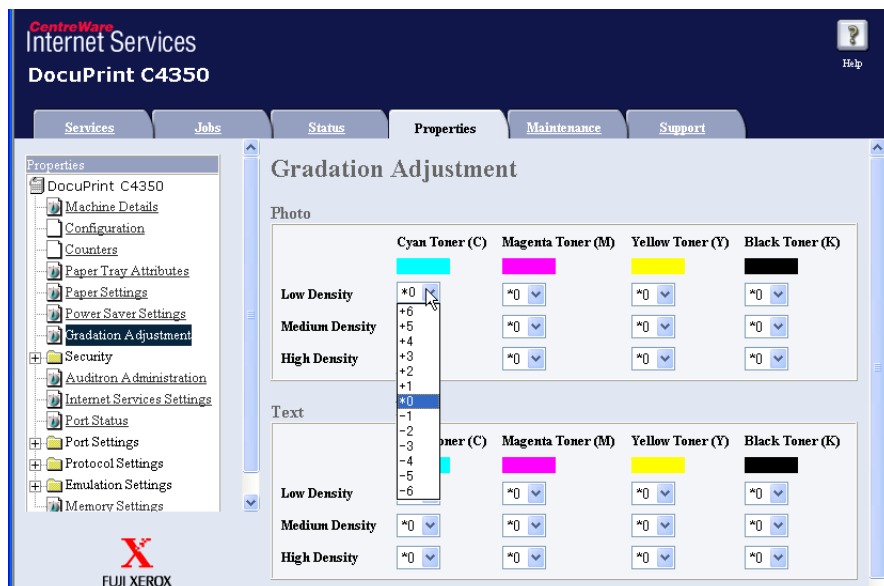 CentreWare
Internet Services
DocuPrint C4350
Help
Services Jobs Status Properties Maintenance Support
Properties
DocuPrint C4350
Machine Details
Configuration
Counters
Paper Tray Attributes
Paper Settings
Power Saver Settings
Gradation Adjustment
Security
Auditron Administration
Internet Services Settings
Port Status
Port Settings
Protocol Settings
Emulation Settings
Memory Settings
FUJI XEROX
Gradation Adjustment
Photo
Cyan Toner (C) Magenta Toner (M) Yellow Toner (Y) Black Toner (K)
Low Density *0 *0 *0 *0
Medium Density *0 *0 *0
High Density *0 *0 *0
+6
+5
+4
+3
+2
+1
*0
-1
-2
-3
-4
-5
-6
Text
oner (C) Magenta Toner (M) Yellow Toner (Y) Black Toner (K)
Low Density *0 *0 *0
Medium Density *0 *0 *0 *0
High Density *0 *0 *0 *0